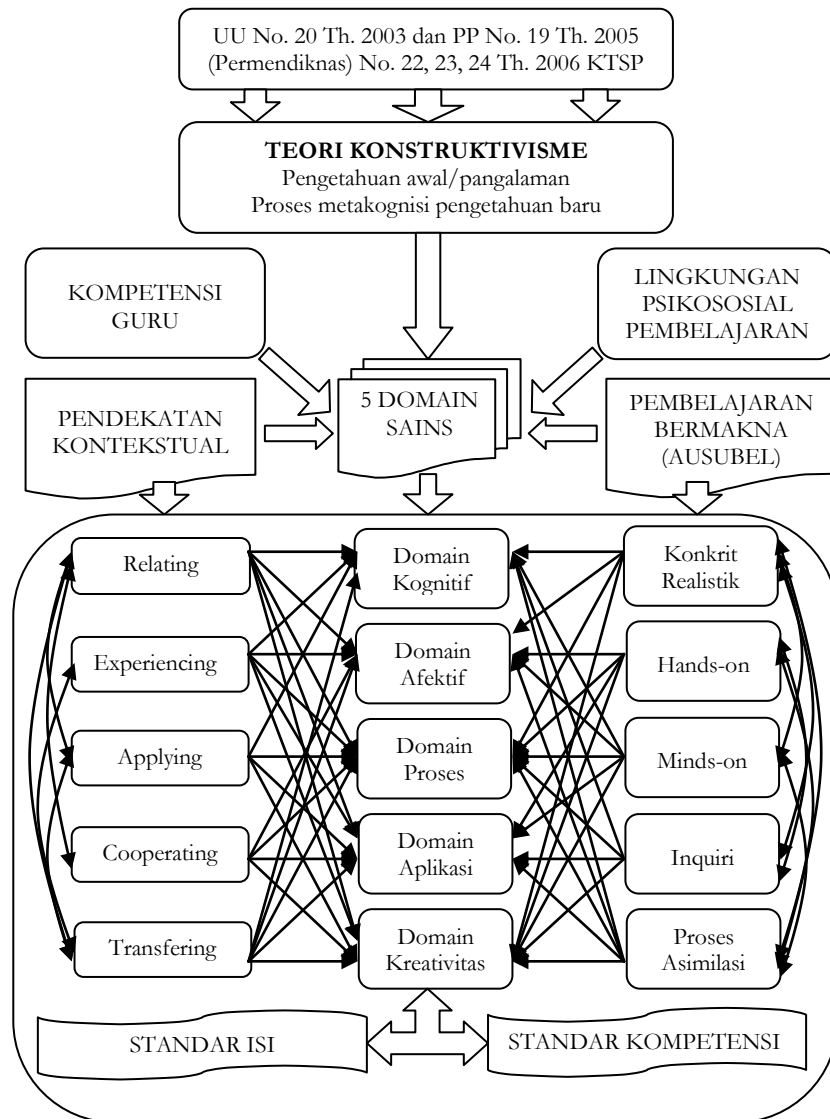 UU No. 20 Th. 2003 dan PP No. 19 Th. 2005
(Permendiknas) No. 22, 23, 24 Th. 2006 KTSP
TEORI KONSTRUKTIVISME
Pengetahuan awal/pangalaman
Proses metakognisi pengetahuan baru
KOMPETENSI
GURU
LINGKUNGAN
PSIKOSOSIAL
PEMBELAJARAN
PENDEKATAN
KONTEKSTUAL
5 DOMAIN
SAINS
PEMBELAJARAN
BERMAKNA
(AUSUBEL)
Relating
Domain
Kognitif
Konkrit
Realistik
Experiencing
Domain
Afektif
Hands-on
Applying
Domain
Proses
Minds-on
Cooperating
Domain
Aplikasi
Inquiri
Transfering
Domain
Kreativitas
Proses
Asimilasi
STANDAR ISI
STANDAR KOMPETENSI